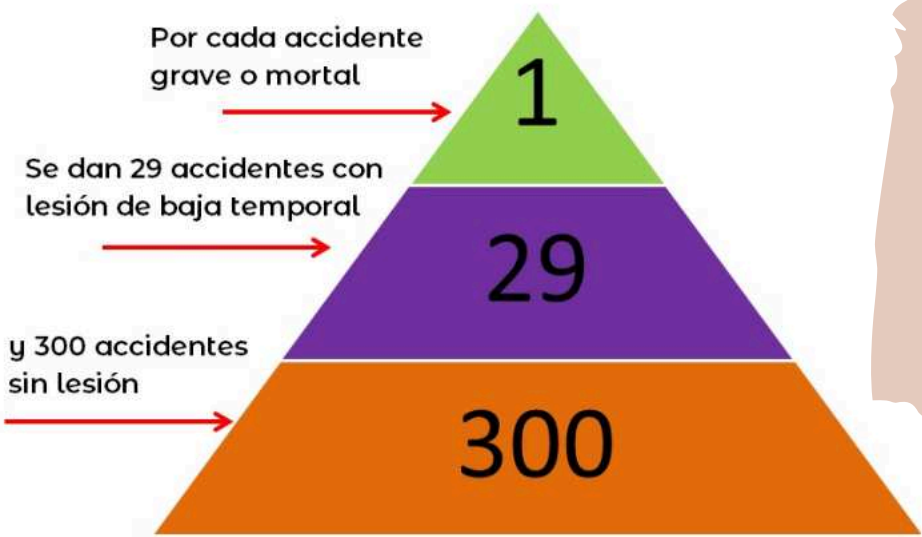 Por cada accidente
grave o mortal
1
Se dan 29 accidentes con
lesión de baja temporal
29
y 300 accidentes
sin lesión
300